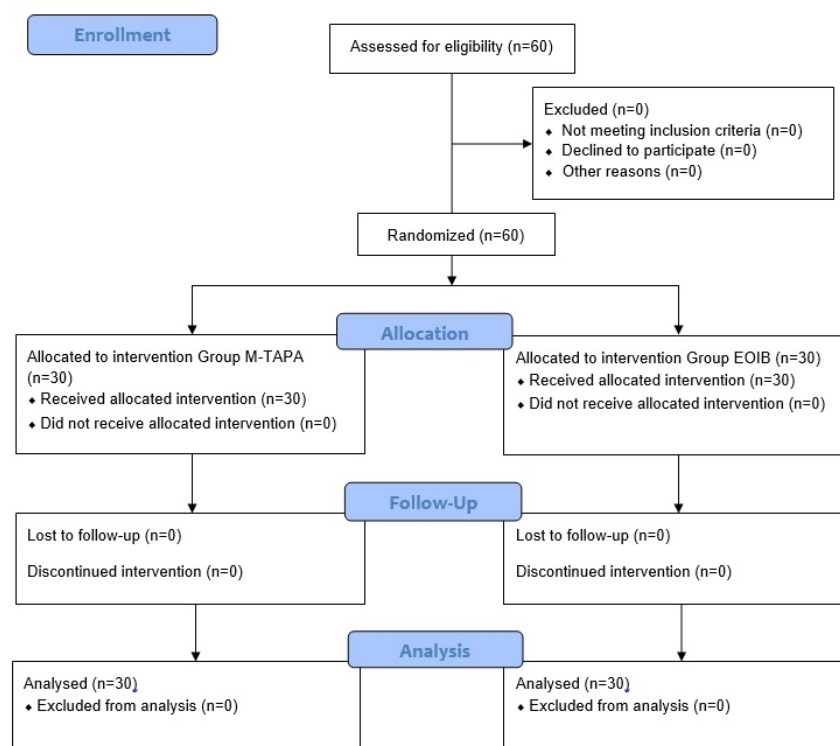 Enrollment
Assessed for eligibility (n=60)
Excluded (n=0)
⬥ Not meeting inclusion criteria (n=0)
⬥ Declined to participate (n=0)
⬥ Other reasons (n=0)
Randomized (n=60)
Allocation
Allocated to intervention Group M-TAPA
(n=30)
⬥ Received allocated intervention (n=30)
⬥ Did not receive allocated intervention (n=0)
Allocated to intervention Group EOIB (n=30)
⬥ Received allocated intervention (n=30)
⬥ Did not receive allocated intervention (n=0)
Follow-Up
Lost to follow-up (n=0)
Discontinued intervention (n=0)
Lost to follow-up (n=0)
Discontinued intervention (n=0)
Analysis
Analysed (n=30)
⬥ Excluded from analysis (n=0)
Analysed (n=30)
⬥ Excluded from analysis (n=0)